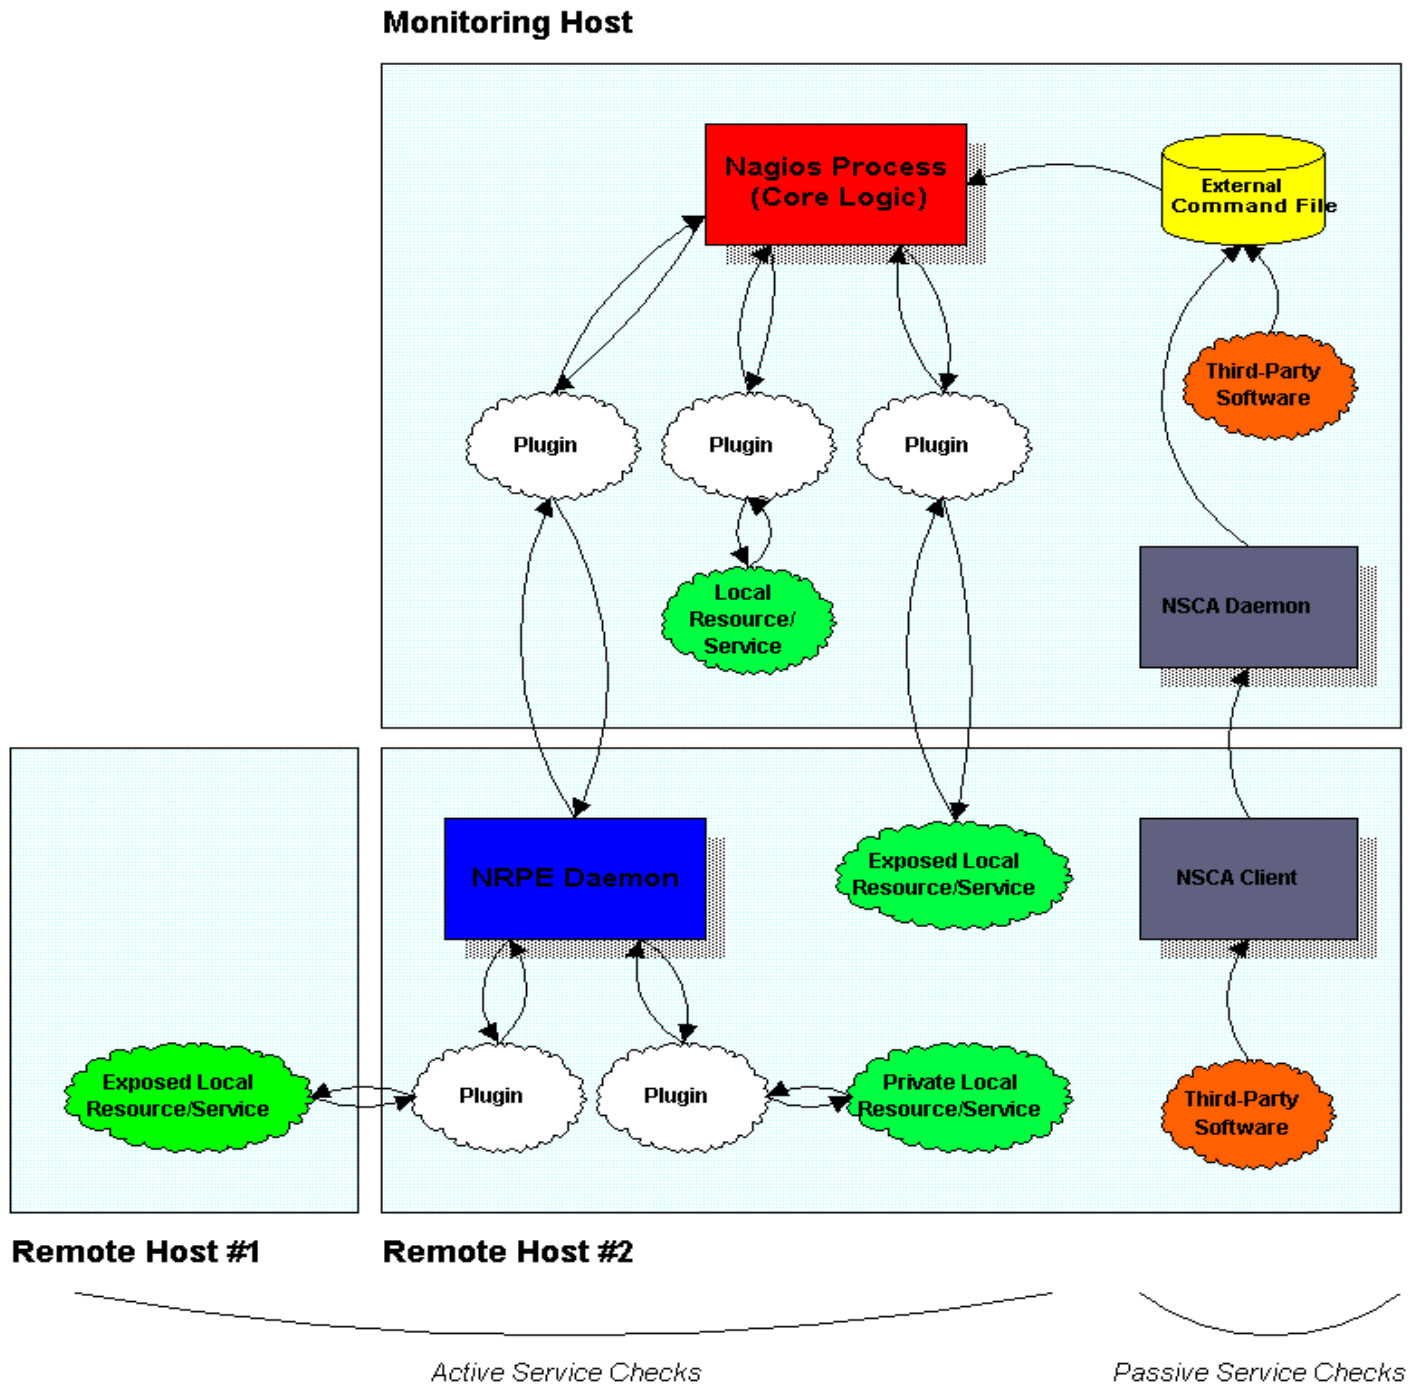 Monitoring Host
Nagios Process
(Core Logic)
External
Command File
Third-Party
Software
Plugin
Plugin
Plugin
Local
Resource/
Service
NSCA Daemon
NRPE Daemon
Exposed Local
Resource/Service
NSCA Client
Exposed Local
Resource/Service
Plugin
Plugin
Private Local
Resource/Service
Third-Party
Software
Remote Host #1
Remote Host #2
Active Service Checks
Passive Service Checks